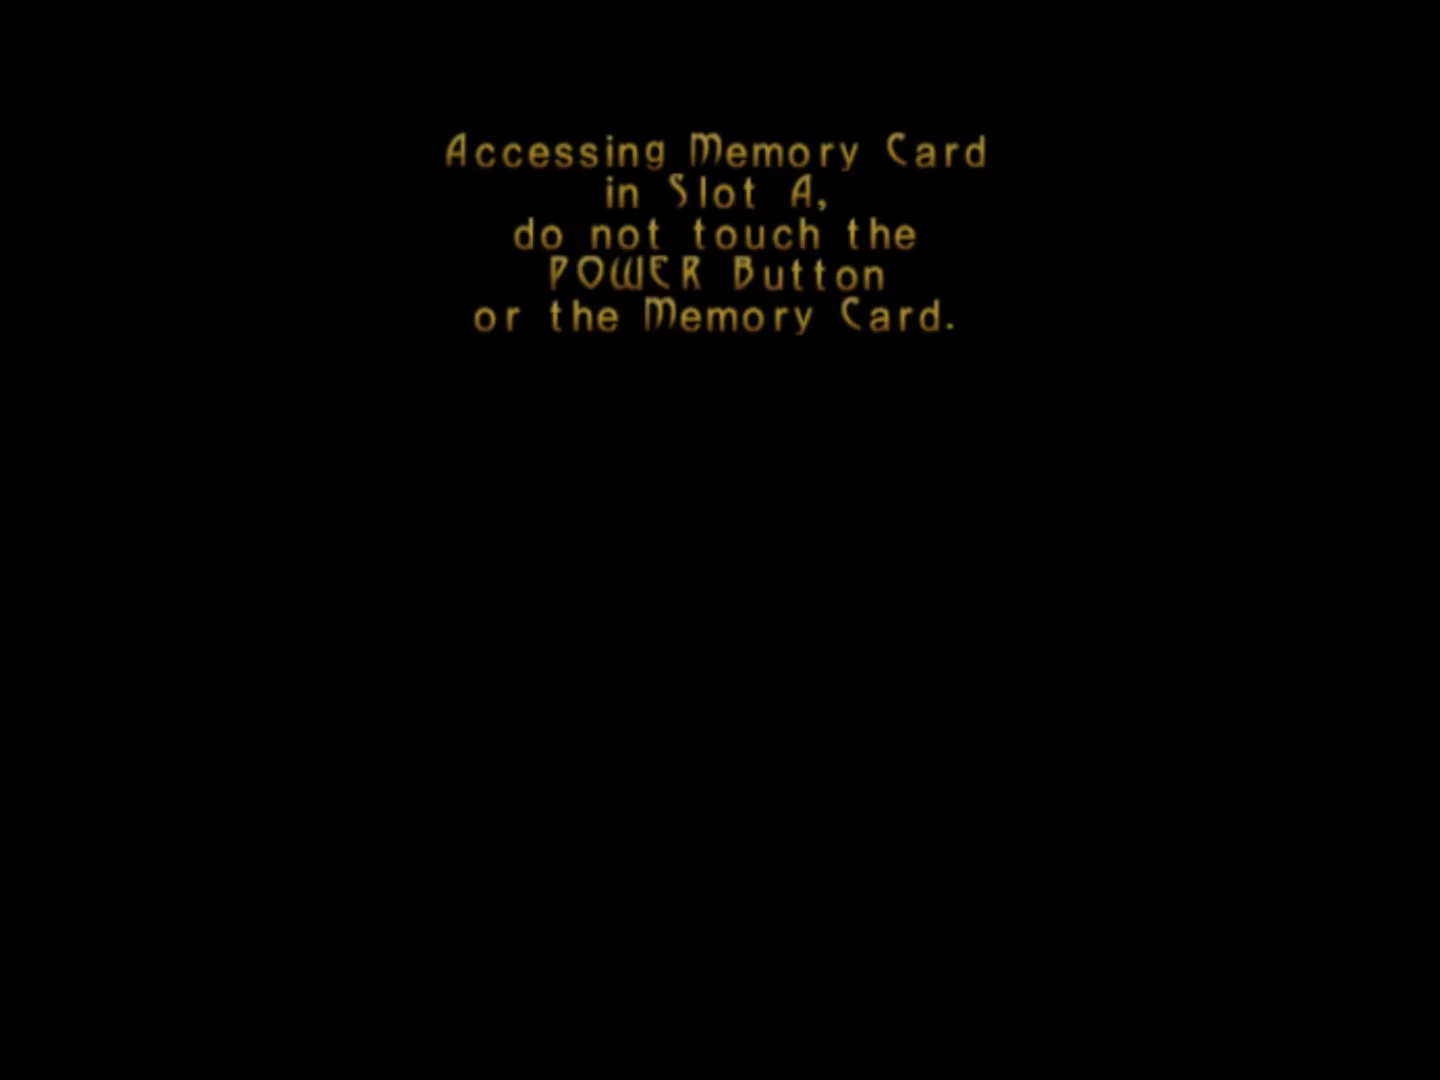 Accessing Memory Card
in Slot A,
do not touch the
POWER Button
or the Memory Card.